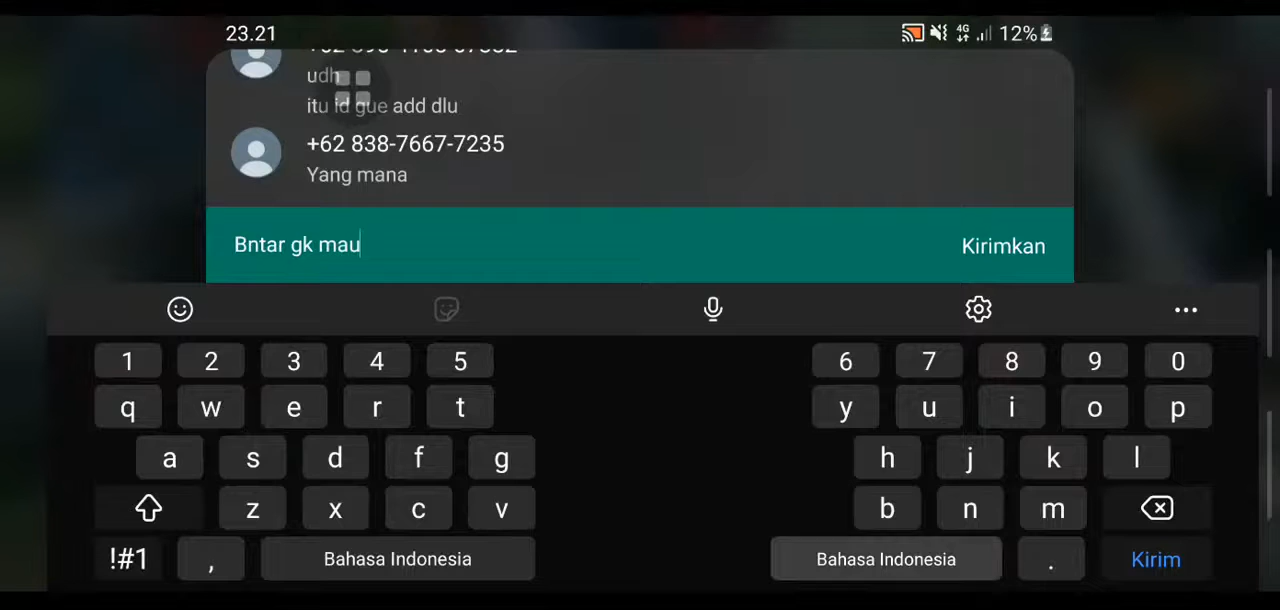 23.21
4G
12%
udh
itu id gue add dlu
+62 838-7667-7235
Yang mana
Bntar gk mau
Kirimkan
1 2 3 4 5 6 7 8 9 0
q w e r t y u i o p
a s d f g h j k l
z x c v b n m
!#1 , Bahasa Indonesia Bahasa Indonesia . Kirim